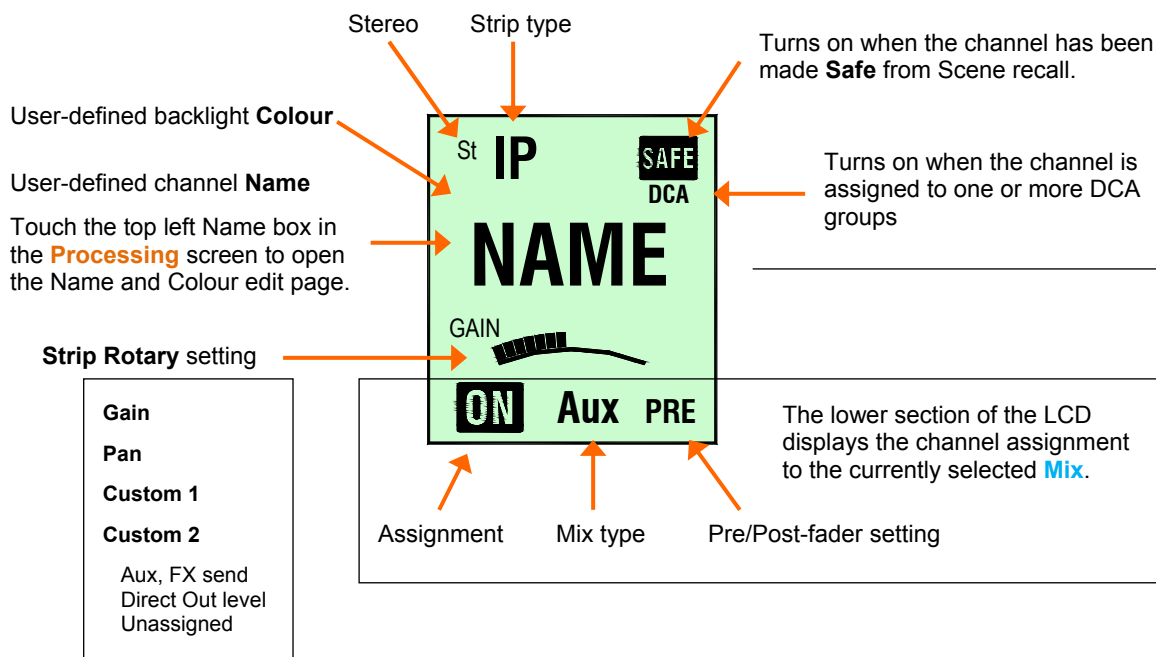 Stereo
Strip type
Turns on when the channel has been
made Safe from Scene recall.
User-defined backlight Colour
St IP SAFE
DCA
Turns on when the channel is
assigned to one or more DCA
groups
User-defined channel Name
Touch the top left Name box in
the Processing screen to open
the Name and Colour edit page.
NAME
GAIN
Strip Rotary setting
ON Aux PRE
Gain
Pan
Custom 1
Custom 2
Aux, FX send
Direct Out level
Unassigned
The lower section of the LCD
displays the channel assignment
to the currently selected Mix.
Assignment
Mix type
Pre/Post-fader setting